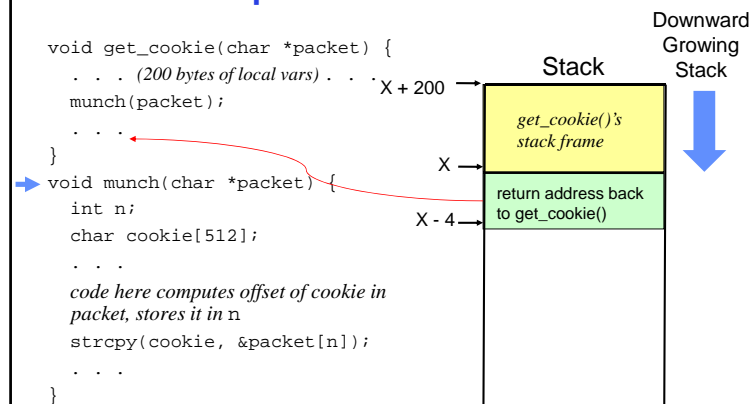 void get_cookie(char *packet) {
. . . (200 bytes of local vars) . . .
munch(packet);
. . .
}
void munch(char *packet) {
int n;
char cookie[512];
. . .
code here computes offset of cookie in
packet, stores it in n
strcpy(cookie, &packet[n]);
. . .
}
X + 200
X
X - 4
Stack
get_cookie()'s
stack frame
return address back
to get_cookie()
Downward
Growing
Stack